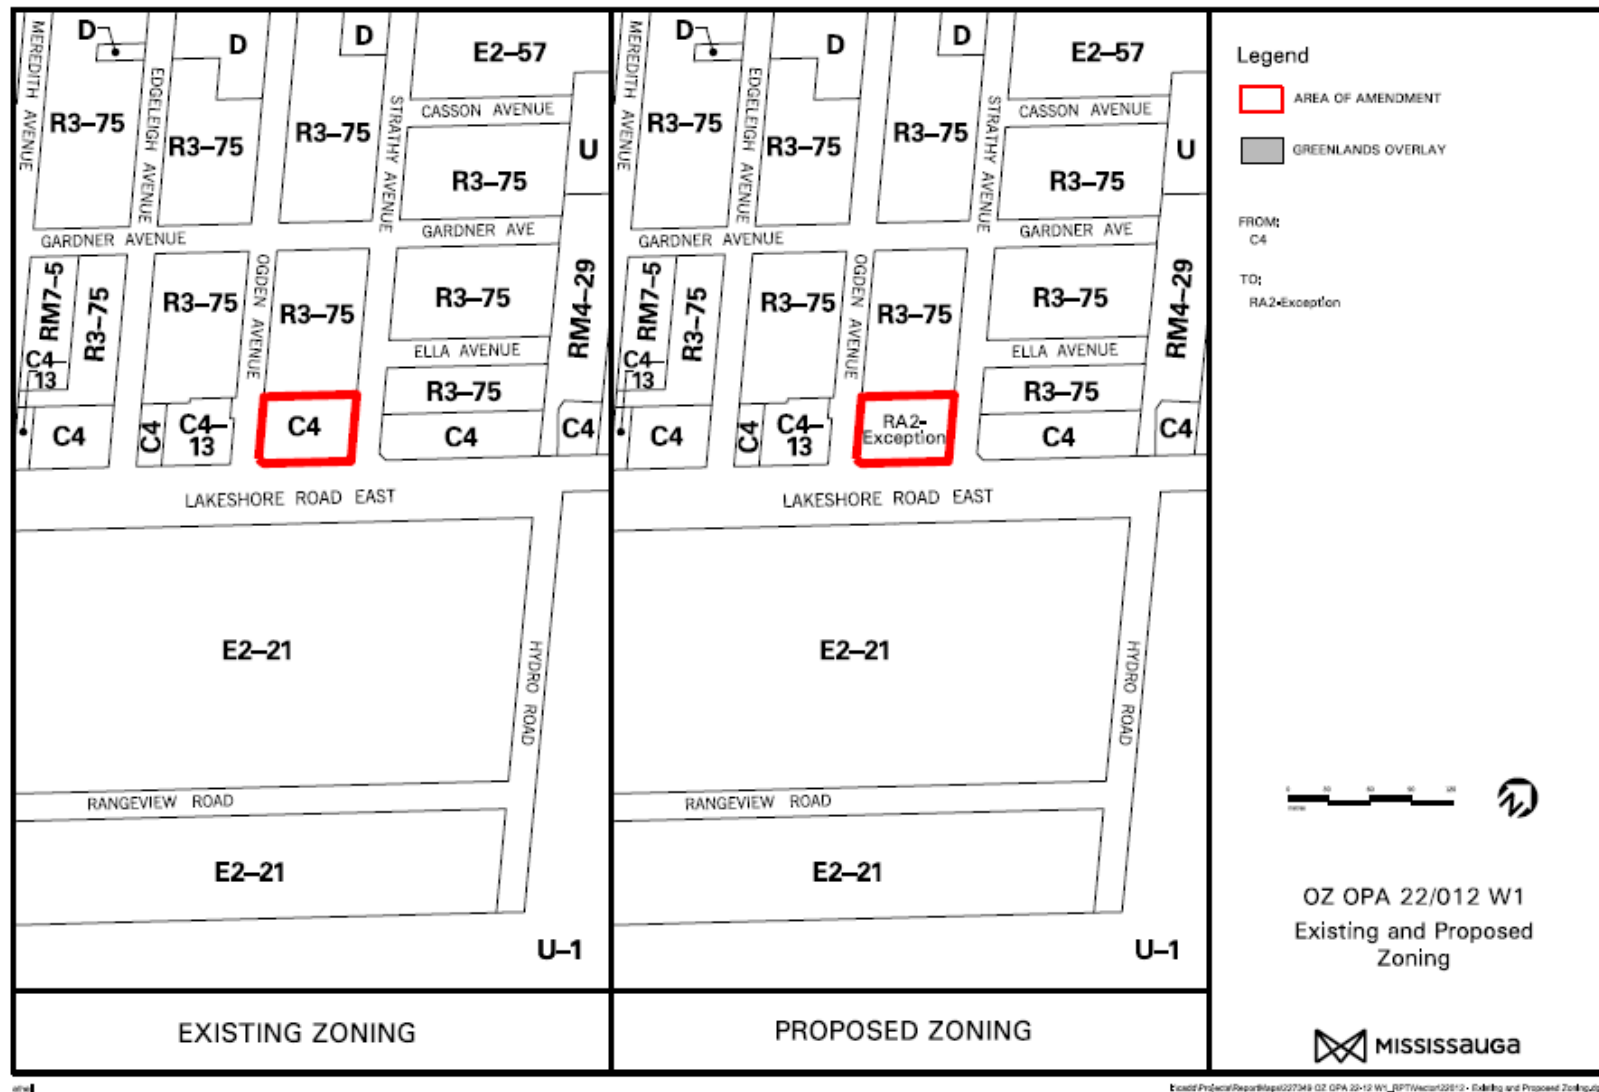 D
D
D
E2–57
MEREDITH AVENUE
EDGELEIGH AVENUE
STRATHY AVENUE
CASSON AVENUE
R3–75
R3–75
R3–75
U
R3–75
GARDNER AVENUE
GARDNER AVE
RM7–5
R3–75
R3–75
OGDEN AVENUE
R3–75
R3–75
RM4–29
C4–
13
ELLA AVENUE
R3–75
C4
C4
C4–
13
C4
C4
C4
LAKESHORE ROAD EAST
E2–21
HYDRO ROAD
RANGEVIEW ROAD
E2–21
U–1
EXISTING ZONING
D
D
D
E2–57
MEREDITH AVENUE
EDGELEIGH AVENUE
STRATHY AVENUE
CASSON AVENUE
R3–75
R3–75
R3–75
U
R3–75
GARDNER AVENUE
GARDNER AVE
RM7–5
R3–75
R3–75
OGDEN AVENUE
R3–75
R3–75
RM4–29
C4–
13
ELLA AVENUE
R3–75
C4
C4
C4–
13
RA2-
Exception
C4
C4
LAKESHORE ROAD EAST
E2–21
HYDRO ROAD
RANGEVIEW ROAD
E2–21
U–1
PROPOSED ZONING
Legend
AREA OF AMENDMENT
GREENLANDS OVERLAY
FROM:
C4
TO:
RA2-Exception
OZ OPA 22/012 W1
Existing and Proposed
Zoning
MISSISSAUGA